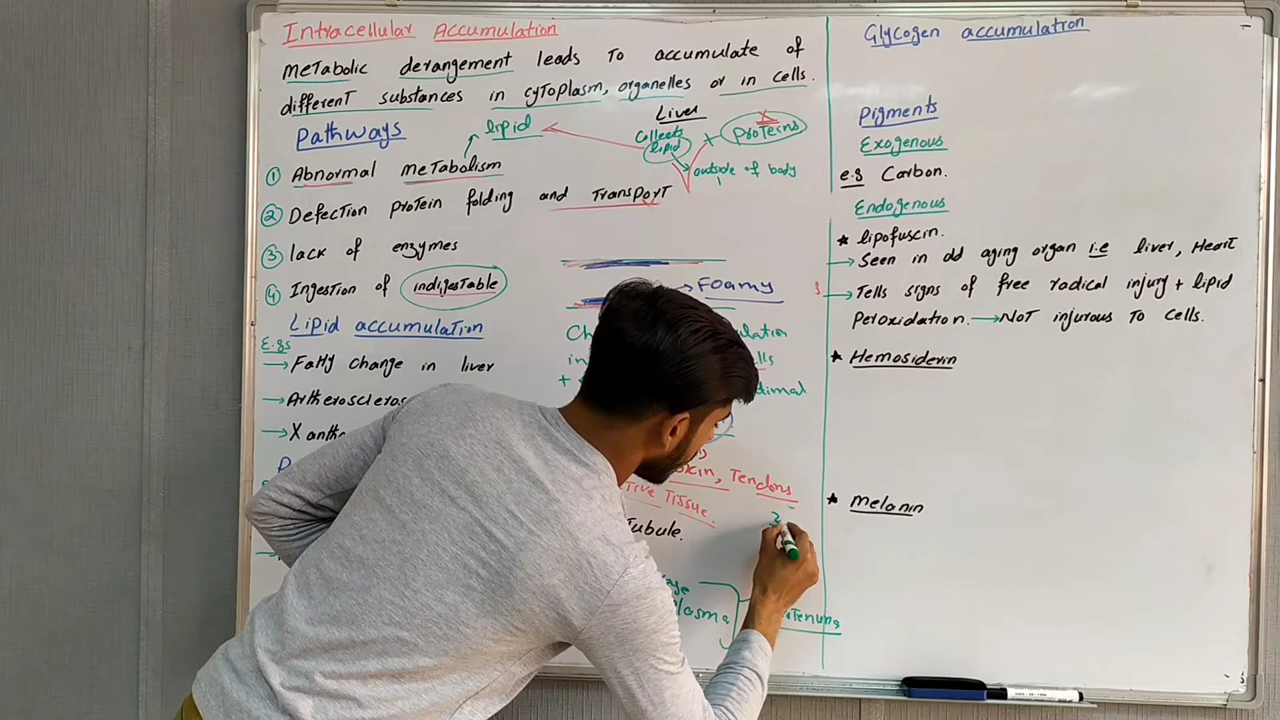 Intracellular Accumulation
Metabolic derangement leads to accumulate of
different substances in cytoplasm, organelles or in cells.
Pathways
lipid
Liver
collects
lipid
Proteins
X
outside of body
① Abnormal metabolism
② Defection protein folding and transport
③ lack of enzymes
④ Ingestion of indigestable
Foamy
Lipid accumulation
E.gs
→ Fatty change in liver
→ Artheroscleros
→ Xanth
Tendons
Tissue.
Tubule.
Glycogen accumulation
Pigments
Exogenous
e.g Carbon.
Endogenous
* lipofuscin.
→ Seen in old aging organ i.e liver, Heart
→ Tells signs of free radical injury + lipid
Peroxidation. → Not injurous to cells.
* Hemosiderin
* Melanin